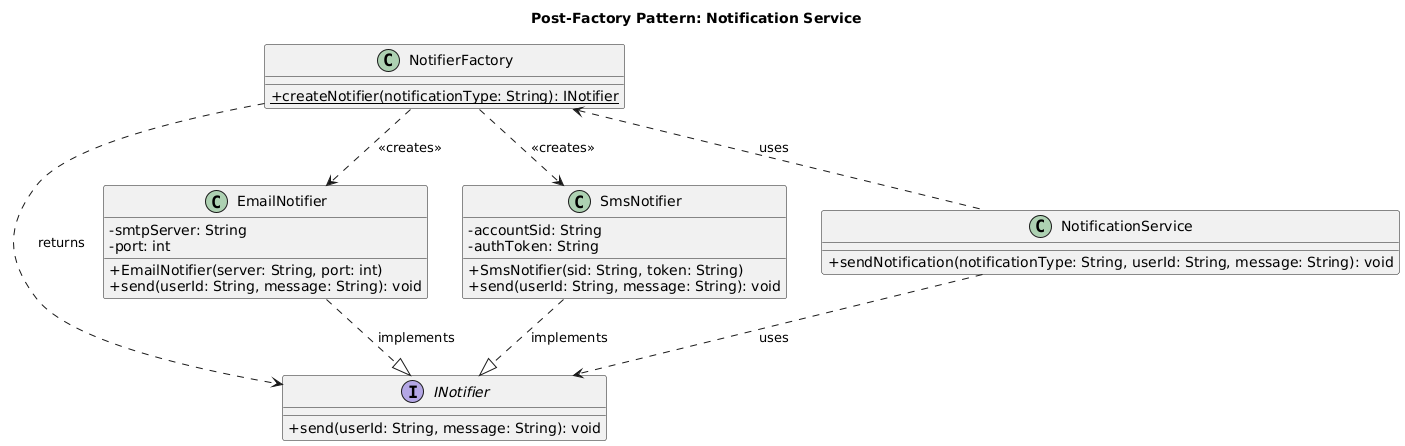 Post-Factory Pattern: Notification Service
C NotifierFactory
+createNotifier(notificationType: String): INotifier
«creates»
«creates»
uses
returns
C EmailNotifier
-smtpServer: String
-port: int
+EmailNotifier(server: String, port: int)
+send(userId: String, message: String): void
C SmsNotifier
-accountSid: String
-authToken: String
+SmsNotifier(sid: String, token: String)
+send(userId: String, message: String): void
C NotificationService
+sendNotification(notificationType: String, userId: String, message: String): void
implements
implements
uses
I INotifier
+send(userId: String, message: String): void